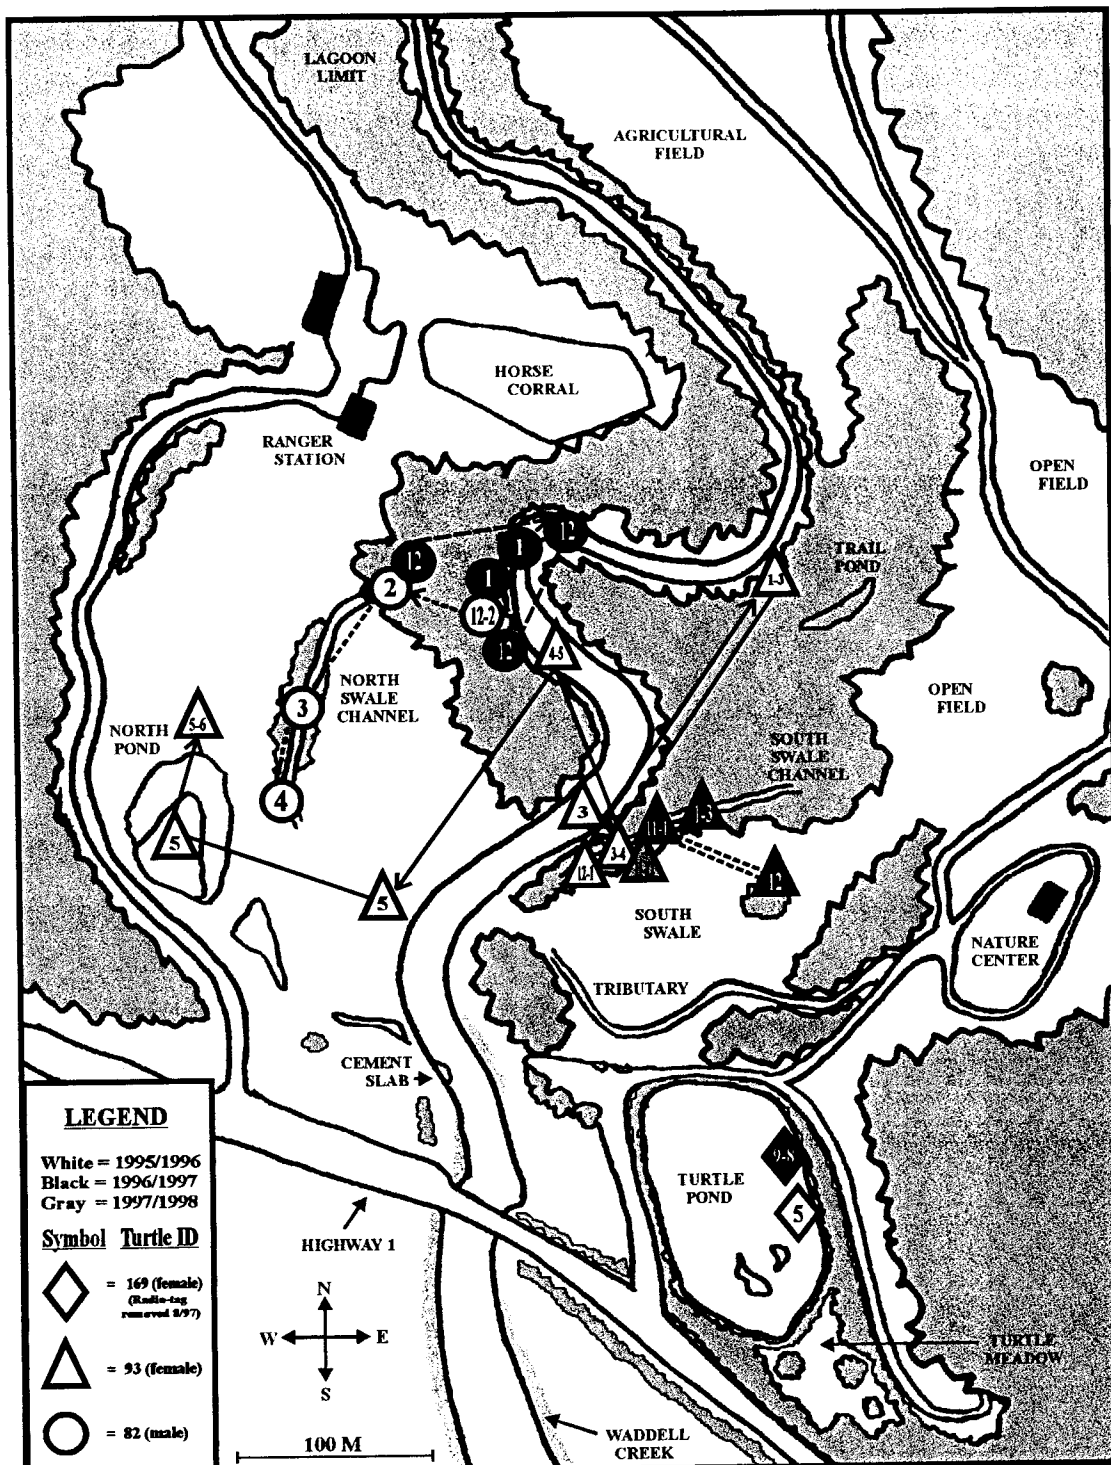 LAGOON
LIMIT
AGRICULTURAL
FIELD
HORSE
CORRAL
RANGER
STATION
OPEN
FIELD
TRAIL
POND
12
1
12
1
2
12-2
12
4-5
1-3
NORTH
SWALE
CHANNEL
OPEN
FIELD
NORTH
POND
5-6
3
4
SOUTH
SWALE
CHANNEL
3
11-1
1-3
5
3-4
12-1
12
5
SOUTH
SWALE
NATURE
CENTER
TRIBUTARY
CEMENT
SLAB
TURTLE
POND
9-8
5
HIGHWAY 1
N
W
E
S
100 M
WADDELL
CREEK
TURTLE
MEADOW
LEGEND
White = 1995/1996
Black = 1996/1997
Gray = 1997/1998
Symbol Turtle ID
= 169 (female)
(Radio-tag
removed 8/97)
= 93 (female)
= 82 (male)